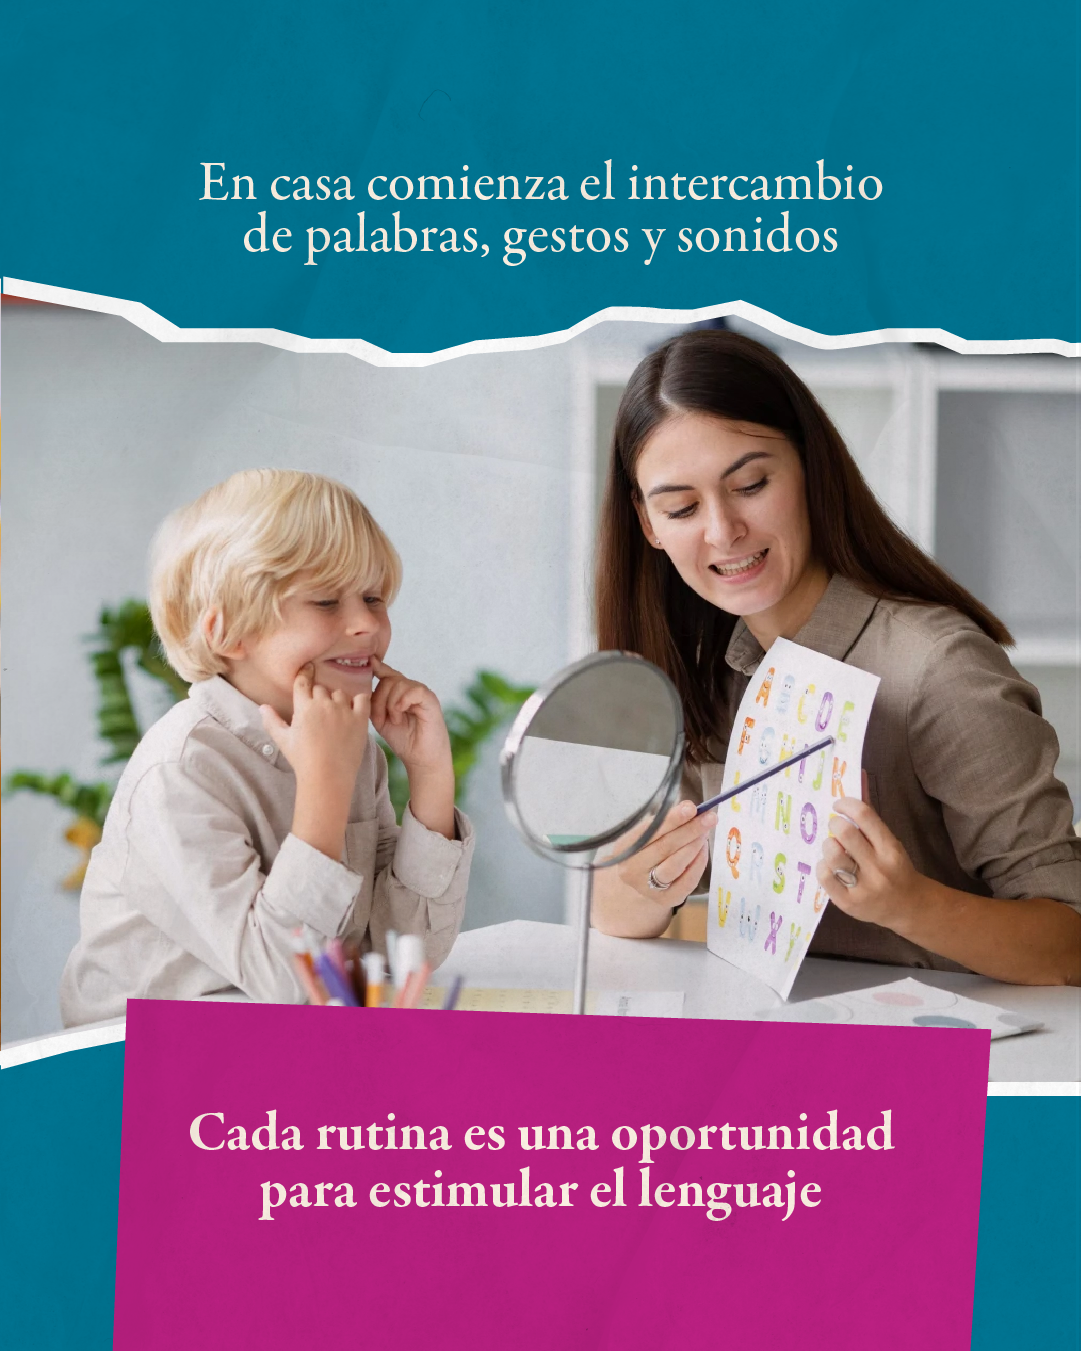 En casa comienza el intercambio
de palabras, gestos y sonidos
A B C D E
F G H I J K
L M N O
Q R S T U
V W X Y
Cada rutina es una oportunidad
para estimular el lenguaje